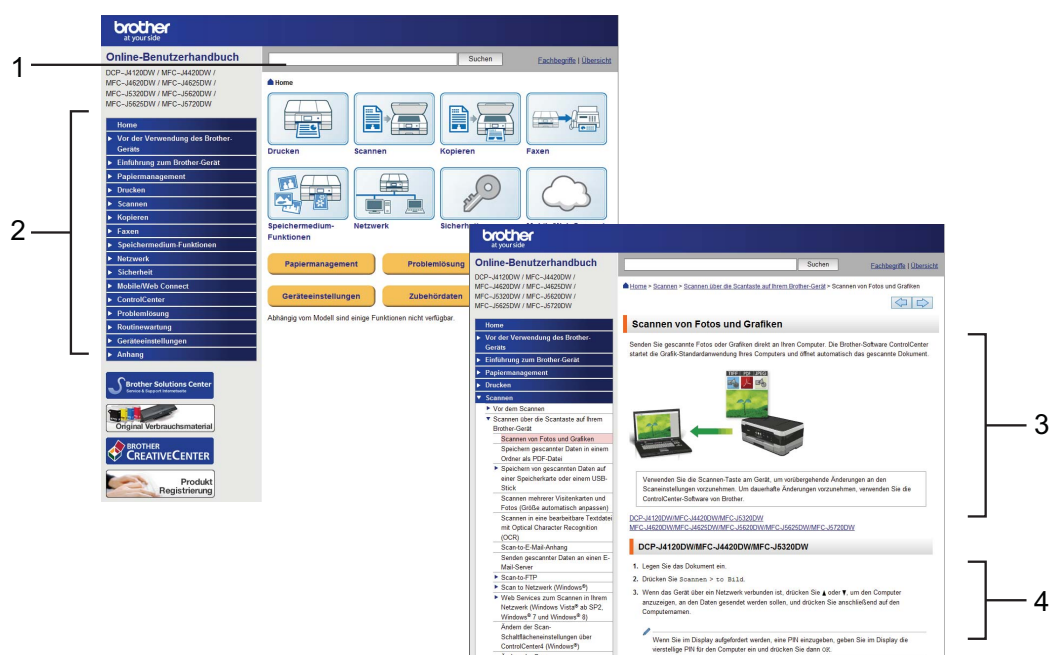 brother
at your side
Online-Benutzerhandbuch
DCP-J4120DW / MFC-J4420DW /
MFC-J4620DW / MFC-J4625DW /
MFC-J5320DW / MFC-J5620DW /
MFC-J5625DW / MFC-J5720DW
Suchen
Fachbegriffe | Übersicht
1
2
Home
Vor der Verwendung des Brother-
Geräts
Einführung zum Brother-Gerät
Papiermanagement
Drucken
Scannen
Kopieren
Faxen
Speichermedium-Funktionen
Netzwerk
Sicherheit
Mobile/Web Connect
ControlCenter
Problemlösung
Routinewartung
Geräteeinstellungen
Anhang
Brother Solutions Center
Service & Support Internetseite
Original Verbrauchsmaterial
BROTHER
CREATIVECENTER
Produkt
Registrierung
Home
Drucken
Scannen
Kopieren
Faxen
Speichermedium-
Funktionen
Netzwerk
Papiermanagement
Problemlösung
Geräteeinstellungen
Zubehördaten
Abhängig vom Modell sind einige Funktionen nicht verfügbar.
brother
at your side
Online-Benutzerhandbuch
DCP-J4120DW / MFC-J4420DW /
MFC-J4620DW / MFC-J4625DW /
MFC-J5320DW / MFC-J5620DW /
MFC-J5625DW / MFC-J5720DW
Suchen
Fachbegriffe | Übersicht
Home
Vor der Verwendung des Brother-
Geräts
Einführung zum Brother-Gerät
Papiermanagement
Drucken
Scannen
Vor dem Scannen
Scannen über die Scantaste auf Ihrem
Brother-Gerät
Scannen von Fotos und Grafiken
Speichern gescannter Daten in einem
Ordner als PDF-Datei
Speichern von gescannten Daten auf
einer Speicherkarte oder einem USB-
Stick
Scannen mehrerer Visitenkarten und
Fotos (Größe automatisch anpassen)
Scannen in eine bearbeitbare Textdatei
mit Optical Character Recognition
(OCR)
Scan-to-E-Mail-Anhang
Senden gescannter Daten an einen E-
Mail-Server
Scan-to-FTP
Scan to Netzwerk (Windows®)
Web Services zum Scannen in Ihrem
Netzwerk (Windows Vista® ab SP2,
Windows® 7 und Windows® 8)
Ändern der Scan-
Schaltflächeneinstellungen über
ControlCenter4 (Windows®)
Home > Scannen > Scannen über die Scantaste auf Ihrem Brother-Gerät > Scannen von Fotos und Grafiken
Scannen von Fotos und Grafiken
Senden Sie gescannte Fotos oder Grafiken direkt an Ihren Computer. Die Brother-Software ControlCenter
startet die Grafik-Standardanwendung Ihres Computers und öffnet automatisch das gescannte Dokument.
TIFF PDF JPEG
Verwenden Sie die Scannen-Taste am Gerät, um vorübergehende Änderungen an den
Scaneinstellungen vorzunehmen. Um dauerhafte Änderungen vorzunehmen, verwenden Sie die
ControlCenter-Software von Brother.
DCP-J4120DW/MFC-J4420DW/MFC-J5320DW
MFC-J4620DW/MFC-J4625DW/MFC-J5620DW/MFC-J5625DW/MFC-J5720DW
3
DCP-J4120DW/MFC-J4420DW/MFC-J5320DW
1. Legen Sie das Dokument ein.
2. Drücken Sie Scannen > to Bild.
3. Wenn das Gerät über ein Netzwerk verbunden ist, drücken Sie ▲ oder ▼, um den Computer
anzuzeigen, an den Daten gesendet werden sollen, und drücken Sie anschließend auf den
Computernamen.
Wenn Sie im Display aufgefordert werden, eine PIN einzugeben, geben Sie im Display die
vierstellige PIN für den Computer ein und drücken Sie dann OK.
4